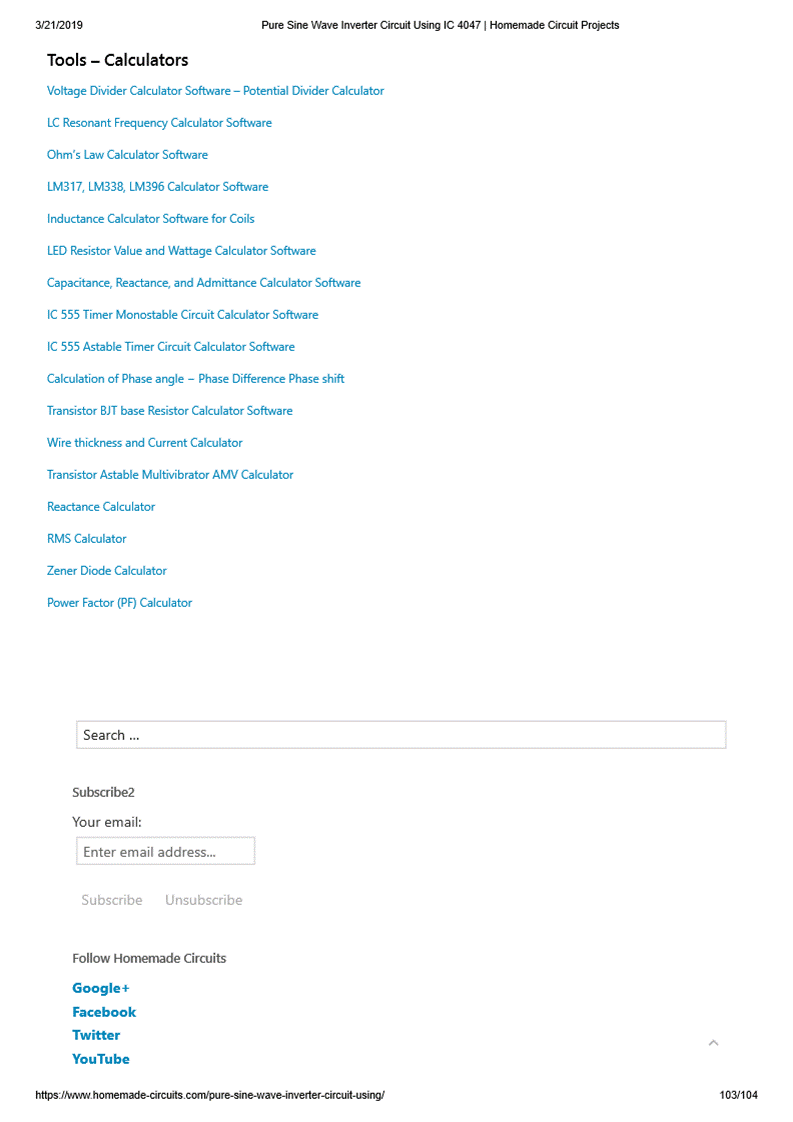 3/21/2019 Pure Sine Wave Inverter Circuit Using IC 4047 | Homemade Circuit Projects
Tools – Calculators
Voltage Divider Calculator Software – Potential Divider Calculator
LC Resonant Frequency Calculator Software
Ohm’s Law Calculator Software
LM317, LM338, LM396 Calculator Software
Inductance Calculator Software for Coils
LED Resistor Value and Wattage Calculator Software
Capacitance, Reactance, and Admittance Calculator Software
IC 555 Timer Monostable Circuit Calculator Software
IC 555 Astable Timer Circuit Calculator Software
Calculation of Phase angle – Phase Difference Phase shift
Transistor BJT base Resistor Calculator Software
Wire thickness and Current Calculator
Transistor Astable Multivibrator AMV Calculator
Reactance Calculator
RMS Calculator
Zener Diode Calculator
Power Factor (PF) Calculator
Search ...
Subscribe2
Your email:
Enter email address...
Subscribe Unsubscribe
Follow Homemade Circuits
Google+
Facebook
Twitter
YouTube
https://www.homemade-circuits.com/pure-sine-wave-inverter-circuit-using/ 103/104